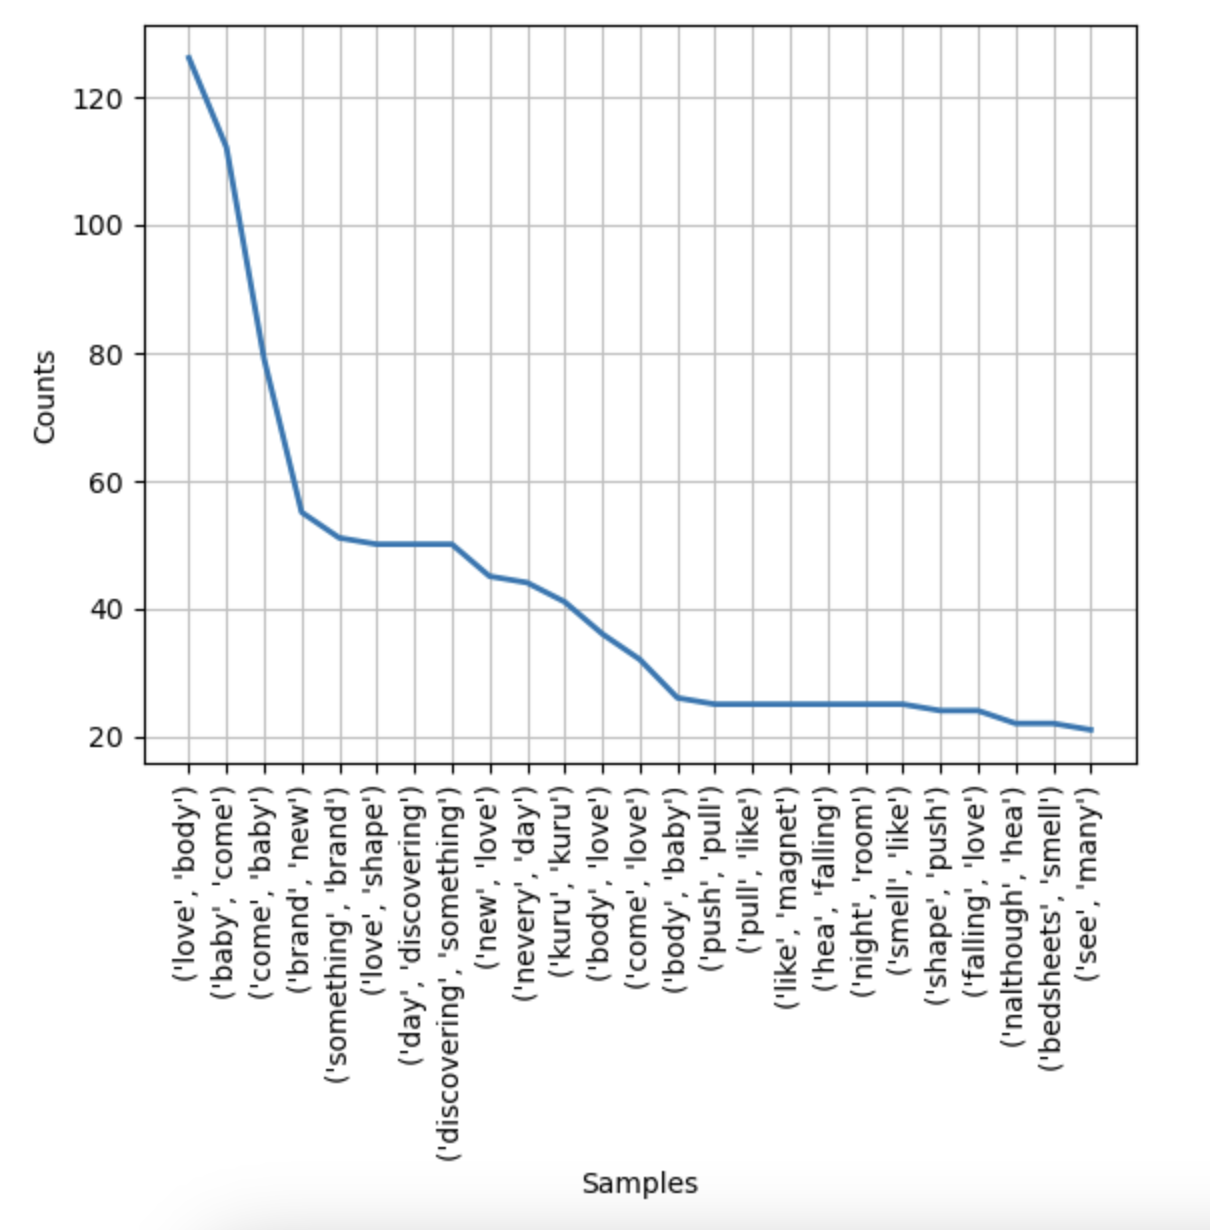 120
100
80
60
40
20
Counts
('love', 'body')
('baby', 'come')
('come', 'baby')
('brand', 'new')
('something', 'brand')
('love', 'shape')
('day', 'discovering')
('discovering', 'something')
('new', 'love')
('nevery', 'day')
('kuru', 'kuru')
('body', 'love')
('come', 'love')
('body', 'baby')
('push', 'pull')
('pull', 'like')
('like', 'magnet')
('hea', 'falling')
('night', 'room')
('smell', 'like')
('shape', 'push')
('falling', 'love')
('nalthough', 'hea')
('bedsheets', 'smell')
('see', 'many')
Samples